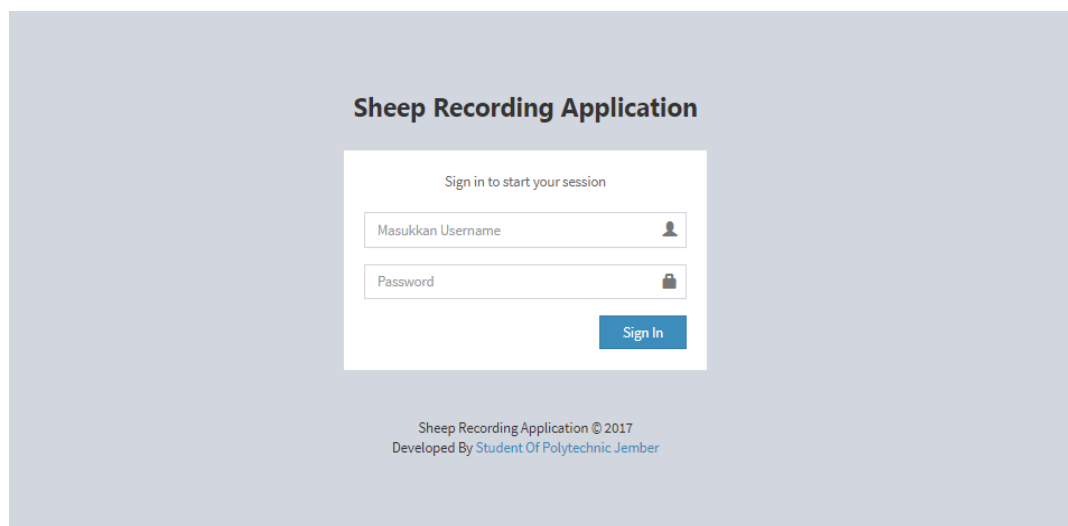 Sheep Recording Application
Sign in to start your session
Masukkan Username
Password
Sign In
Sheep Recording Application © 2017
Developed By Student Of Polytechnic Jember